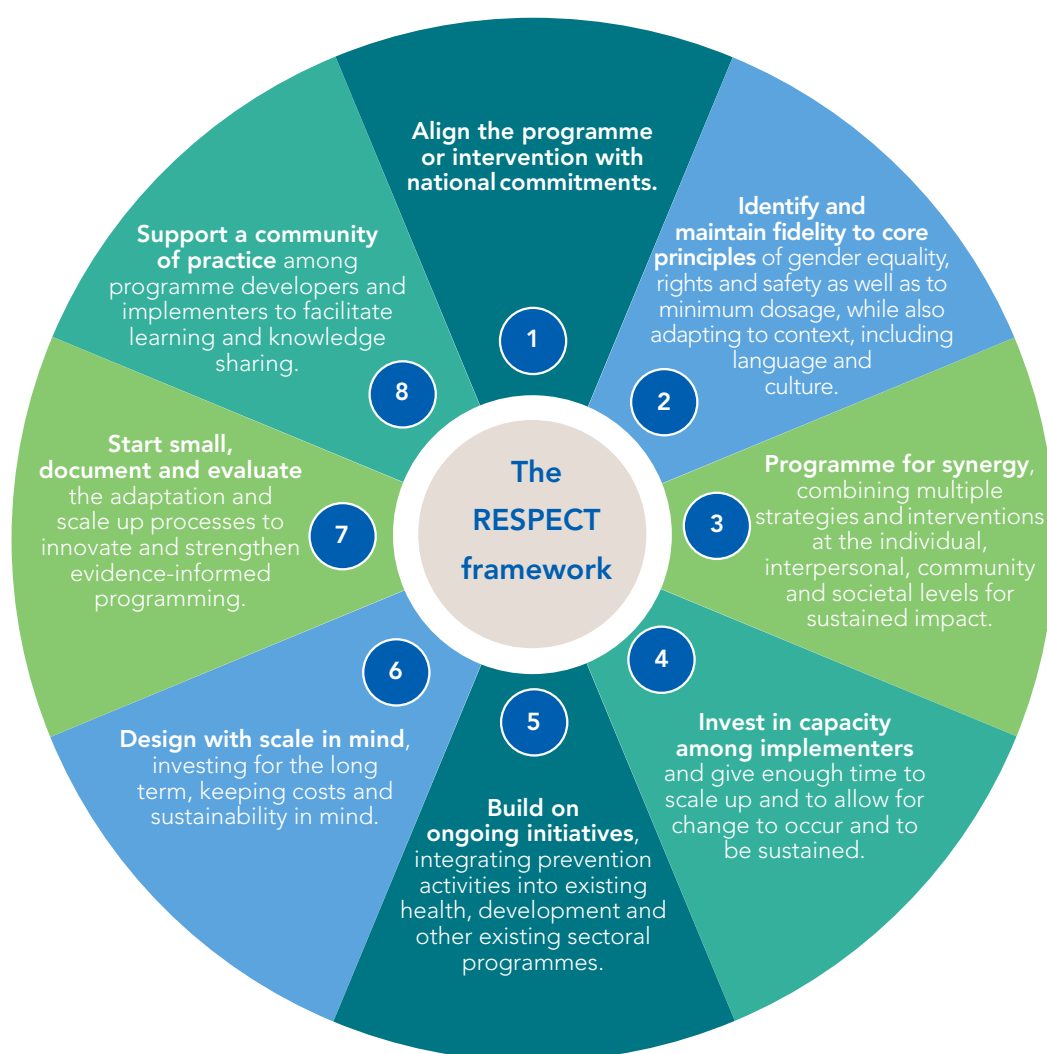 Align the programme
or intervention with
national commitments.
1
Identify and
maintain fidelity to core
principles of gender equality,
rights and safety as well as to
minimum dosage, while also
adapting to context, including
language and
culture.
2
Programme for synergy,
combining multiple
strategies and interventions
at the individual,
interpersonal, community
and societal levels for
sustained impact.
3
Invest in capacity
among implementers
and give enough time to
scale up and to allow for
change to occur and to
be sustained.
4
Build on
ongoing initiatives,
integrating prevention
activities into existing
health, development and
other existing sectoral
programmes.
5
Design with scale in mind,
investing for the long
term, keeping costs and
sustainability in mind.
6
Start small,
document and evaluate
the adaptation and
scale up processes to
innovate and strengthen
evidence-informed
programming.
7
Support a community
of practice among
programme developers and
implementers to facilitate
learning and knowledge
sharing.
8
The
RESPECT
framework